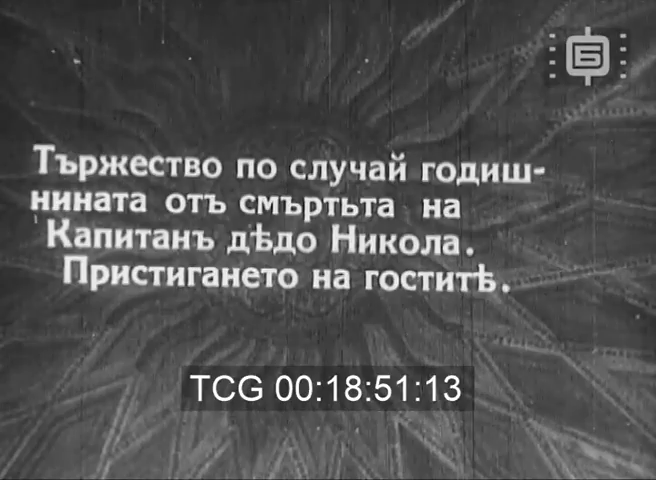 Б
Тържество по случай годиш-
нината отъ смъртьта на
Капитанъ дѣдо Никола.
Пристигането на гоститѣ.
TCG 00:18:51:13